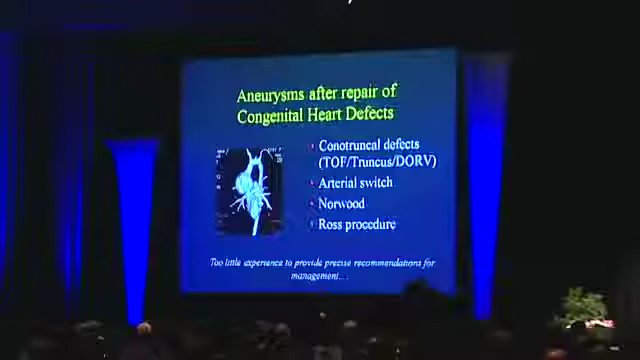 Aneurysms after repair of
Congenital Heart Defects
Conotruncal defects
(TOF/Truncus/DORV)
Arterial switch
Norwood
Ross procedure
Too little experience to provide precise recommendations for
management…